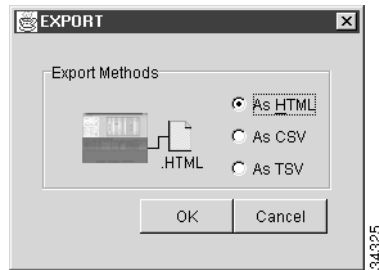 EXPORT
Export Methods
As HTML
As CSV
.HTML
As TSV
OK
Cancel
34325